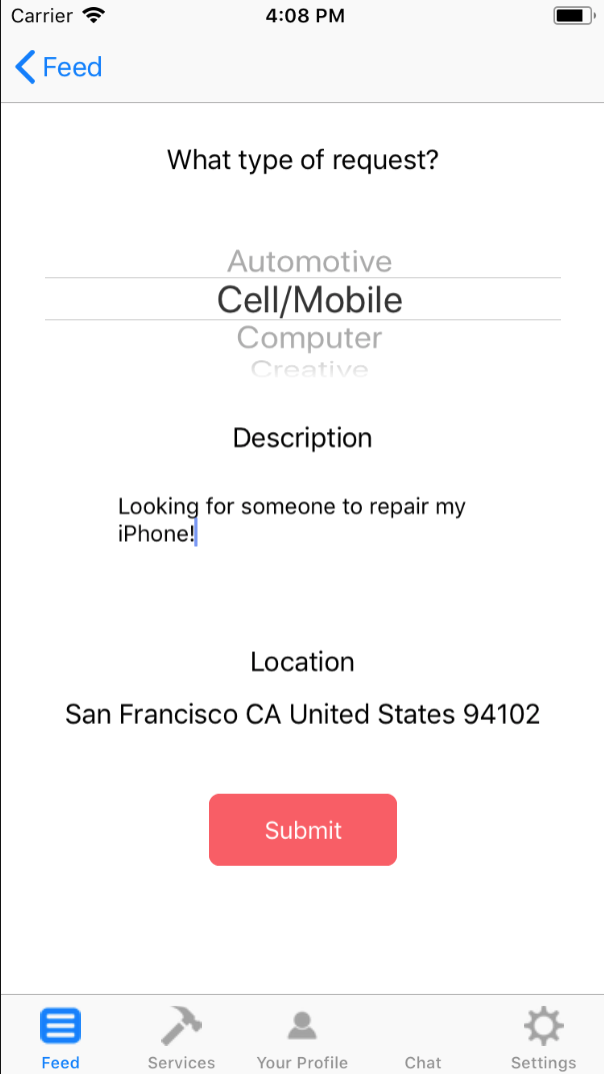 Carrier 4:08 PM
Feed
What type of request?
Automotive
Cell/Mobile
Computer
Creative
Description
Looking for someone to repair my
iPhone!
Location
San Francisco CA United States 94102
Submit
Feed Services Your Profile Chat Settings